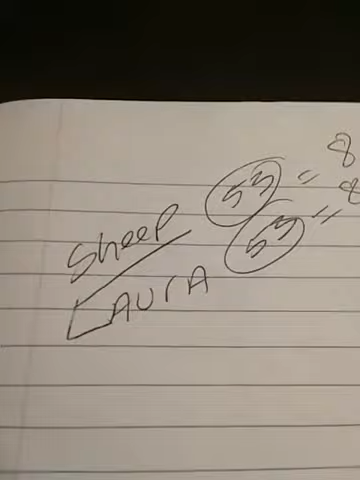 Sheep 53 = 8
LAUrA 53 = 8